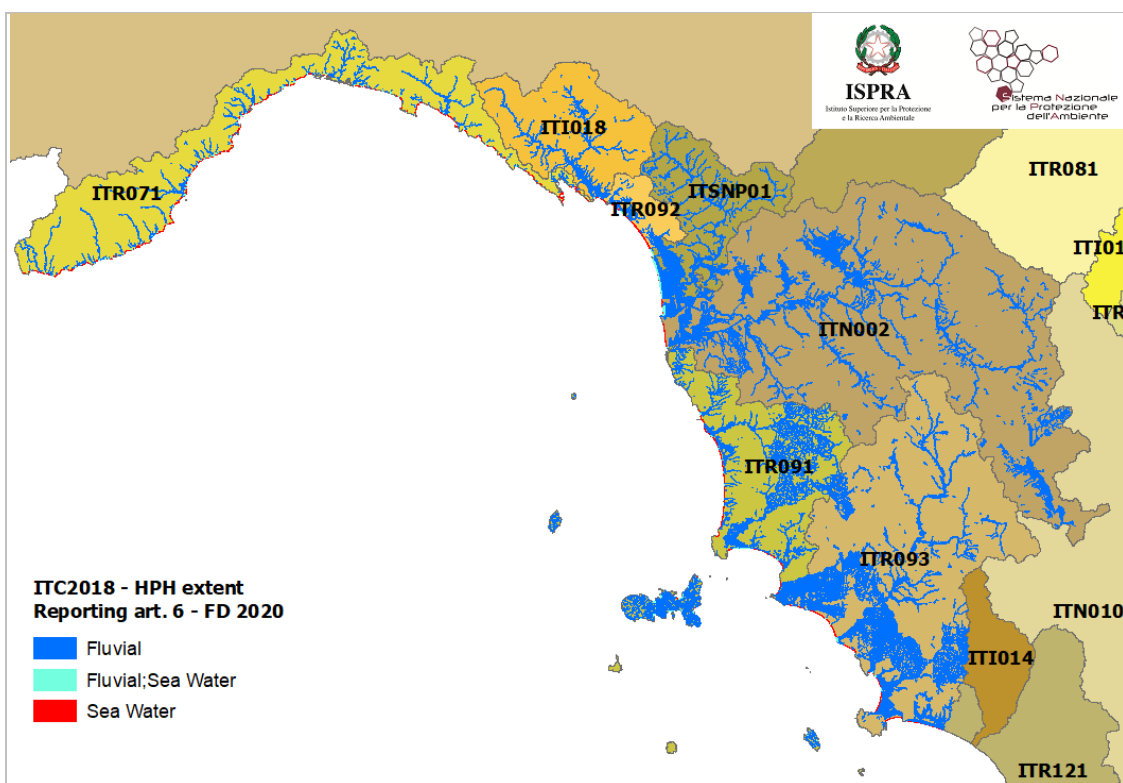 ISPRA
Istituto Superiore per la Protezione
e la Ricerca Ambientale
Sistema Nazionale
per la Protezione
dell'Ambiente
ITI018
ITR081
ITR071
ITSNP01
ITR092
ITI01
ITR
ITN002
ITR091
ITR093
ITC2018 - HPH extent
Reporting art. 6 - FD 2020
Fluvial
Fluvial;Sea Water
Sea Water
ITN010
ITI014
ITR121